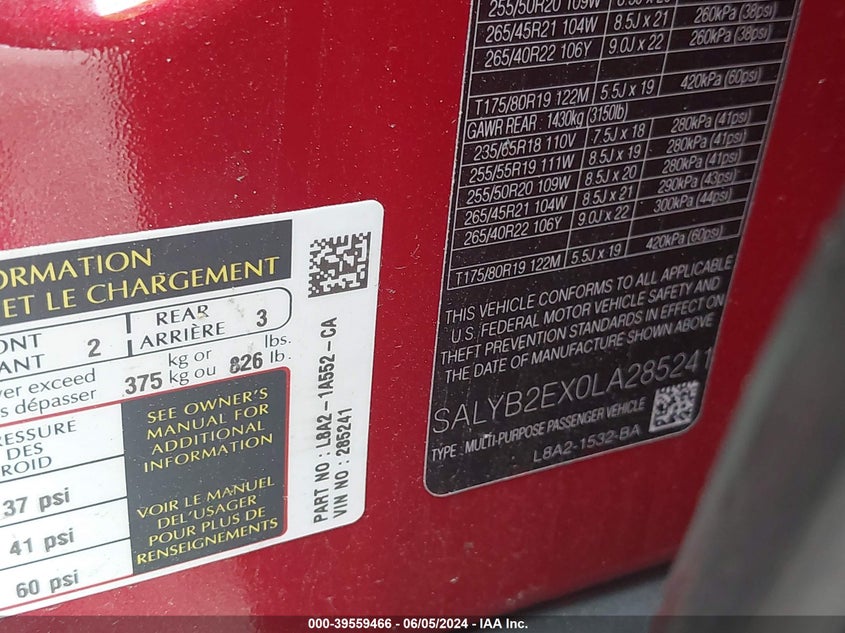 ORMATION
ET LE CHARGEMENT
ONT
ANT
2
REAR
ARRIÈRE
3
ver exceed
s dépasser
375
kg or
kg ou
826
lbs.
lb.
RESSURE
DES
ROID
37 psi
41 psi
60 psi
SEE OWNER'S
MANUAL FOR
ADDITIONAL
INFORMATION
VOIR LE MANUEL
DEL'USAGER
POUR PLUS DE
RENSEIGNEMENTS
PART NO : L8A2 - 1A552 - CA
VIN NO : 285241
255/50R20 109W
265/45R21 104W 8.5J x 21 260kPa (38psi)
265/40R22 106Y 9.0J x 22 260kPa (38psi)
T175/80R19 122M 5.5J x 19 420kPa (60psi)
GAWR REAR : 1430kg (3150lb)
235/65R18 110V 7.5J x 18 280kPa (41psi)
255/55R19 111W 8.5J x 19 280kPa (41psi)
255/50R20 109W 8.5J x 20 280kPa (41psi)
265/45R21 104W 8.5J x 21 290kPa (43psi)
265/40R22 106Y 9.0J x 22 300kPa (44psi)
T175/80R19 122M 5.5J x 19 420kPa (60psi)
THIS VEHICLE CONFORMS TO ALL APPLICABLE
U.S. FEDERAL MOTOR VEHICLE SAFETY AND
THEFT PREVENTION STANDARDS IN EFFECT ON
THE DATE OF MANUFACTURE SHOWN ABOVE
SALYB2EX0LA285241
TYPE : MULTI-PURPOSE PASSENGER VEHICLE
L8A2-1532-BA
000-39559466 - 06/05/2024 - IAA Inc.